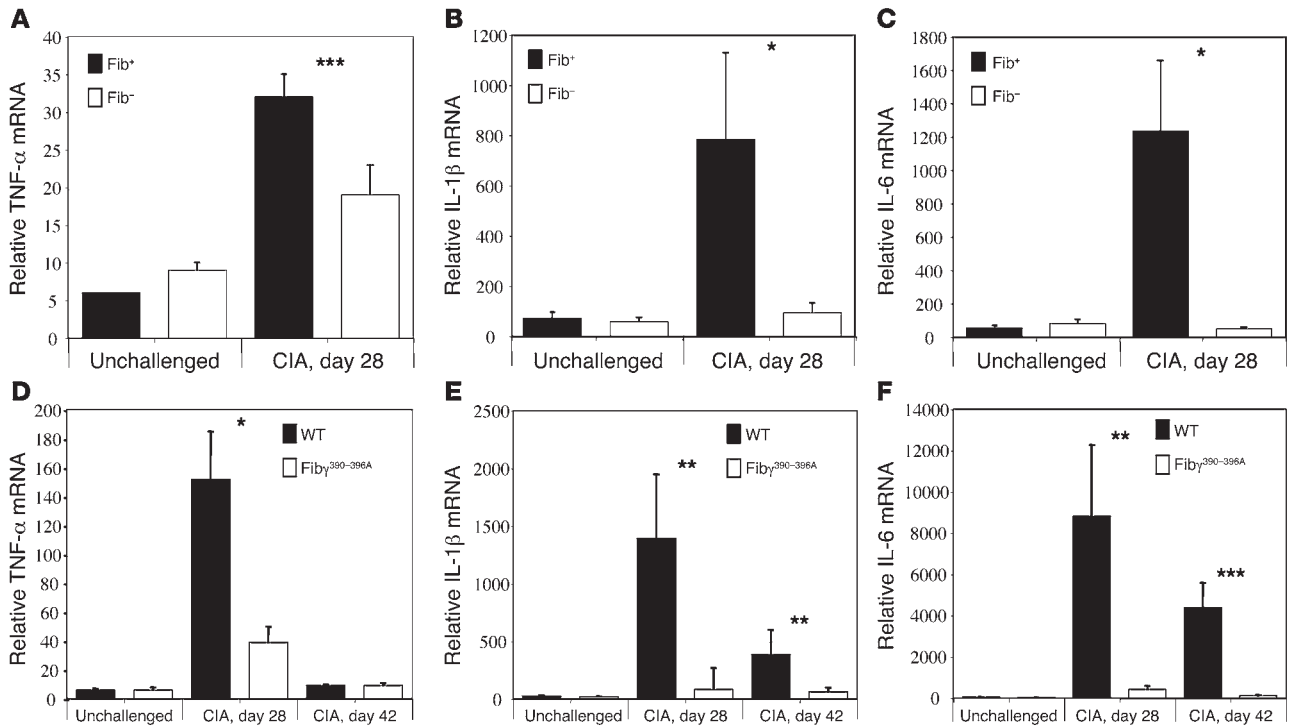 A
Relative TNF-α mRNA
40
35
30
25
20
15
10
5
0
Fib⁺
Fib⁻
***
Unchallenged
CIA, day 28
B
Relative IL-1β mRNA
1200
1000
800
600
400
200
0
Fib⁺
Fib⁻
*
Unchallenged
CIA, day 28
C
Relative IL-6 mRNA
1800
1600
1400
1200
1000
800
600
400
200
0
Fib⁺
Fib⁻
*
Unchallenged
CIA, day 28
D
Relative TNF-α mRNA
200
180
160
140
120
100
80
60
40
20
0
*
WT
Fibγ³⁹⁰⁻³⁹⁶ᴬ
Unchallenged
CIA, day 28
CIA, day 42
E
Relative IL-1β mRNA
2500
2000
1500
1000
500
0
WT
Fibγ³⁹⁰⁻³⁹⁶ᴬ
**
**
Unchallenged
CIA, day 28
CIA, day 42
F
Relative IL-6 mRNA
14000
12000
10000
8000
6000
4000
2000
0
WT
Fibγ³⁹⁰⁻³⁹⁶ᴬ
**
***
Unchallenged
CIA, day 28
CIA, day 42